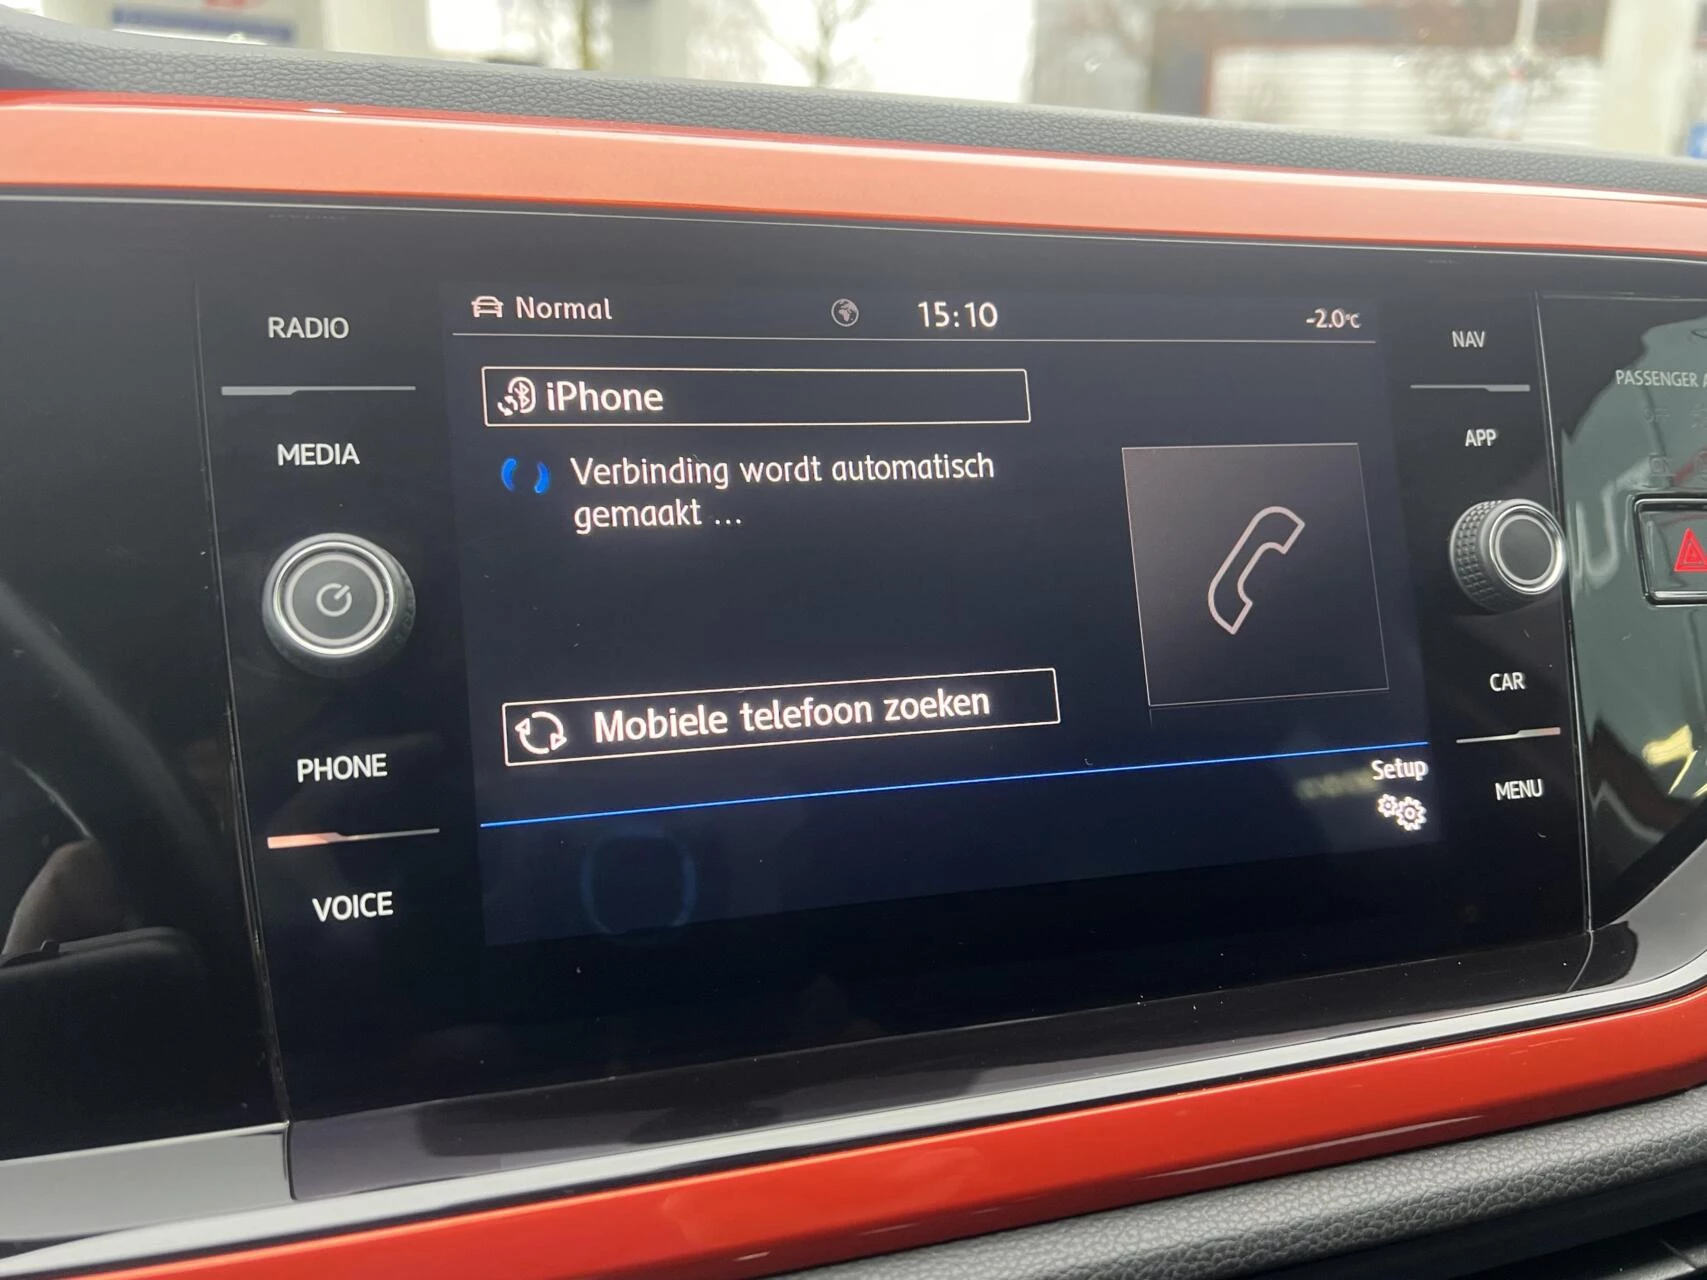 RADIO
MEDIA
PHONE
VOICE
Normal
15:10
-2.0°C
iPhone
Verbinding wordt automatisch
gemaakt ...
Mobiele telefoon zoeken
Setup
NAV
APP
CAR
MENU
PASSENGER